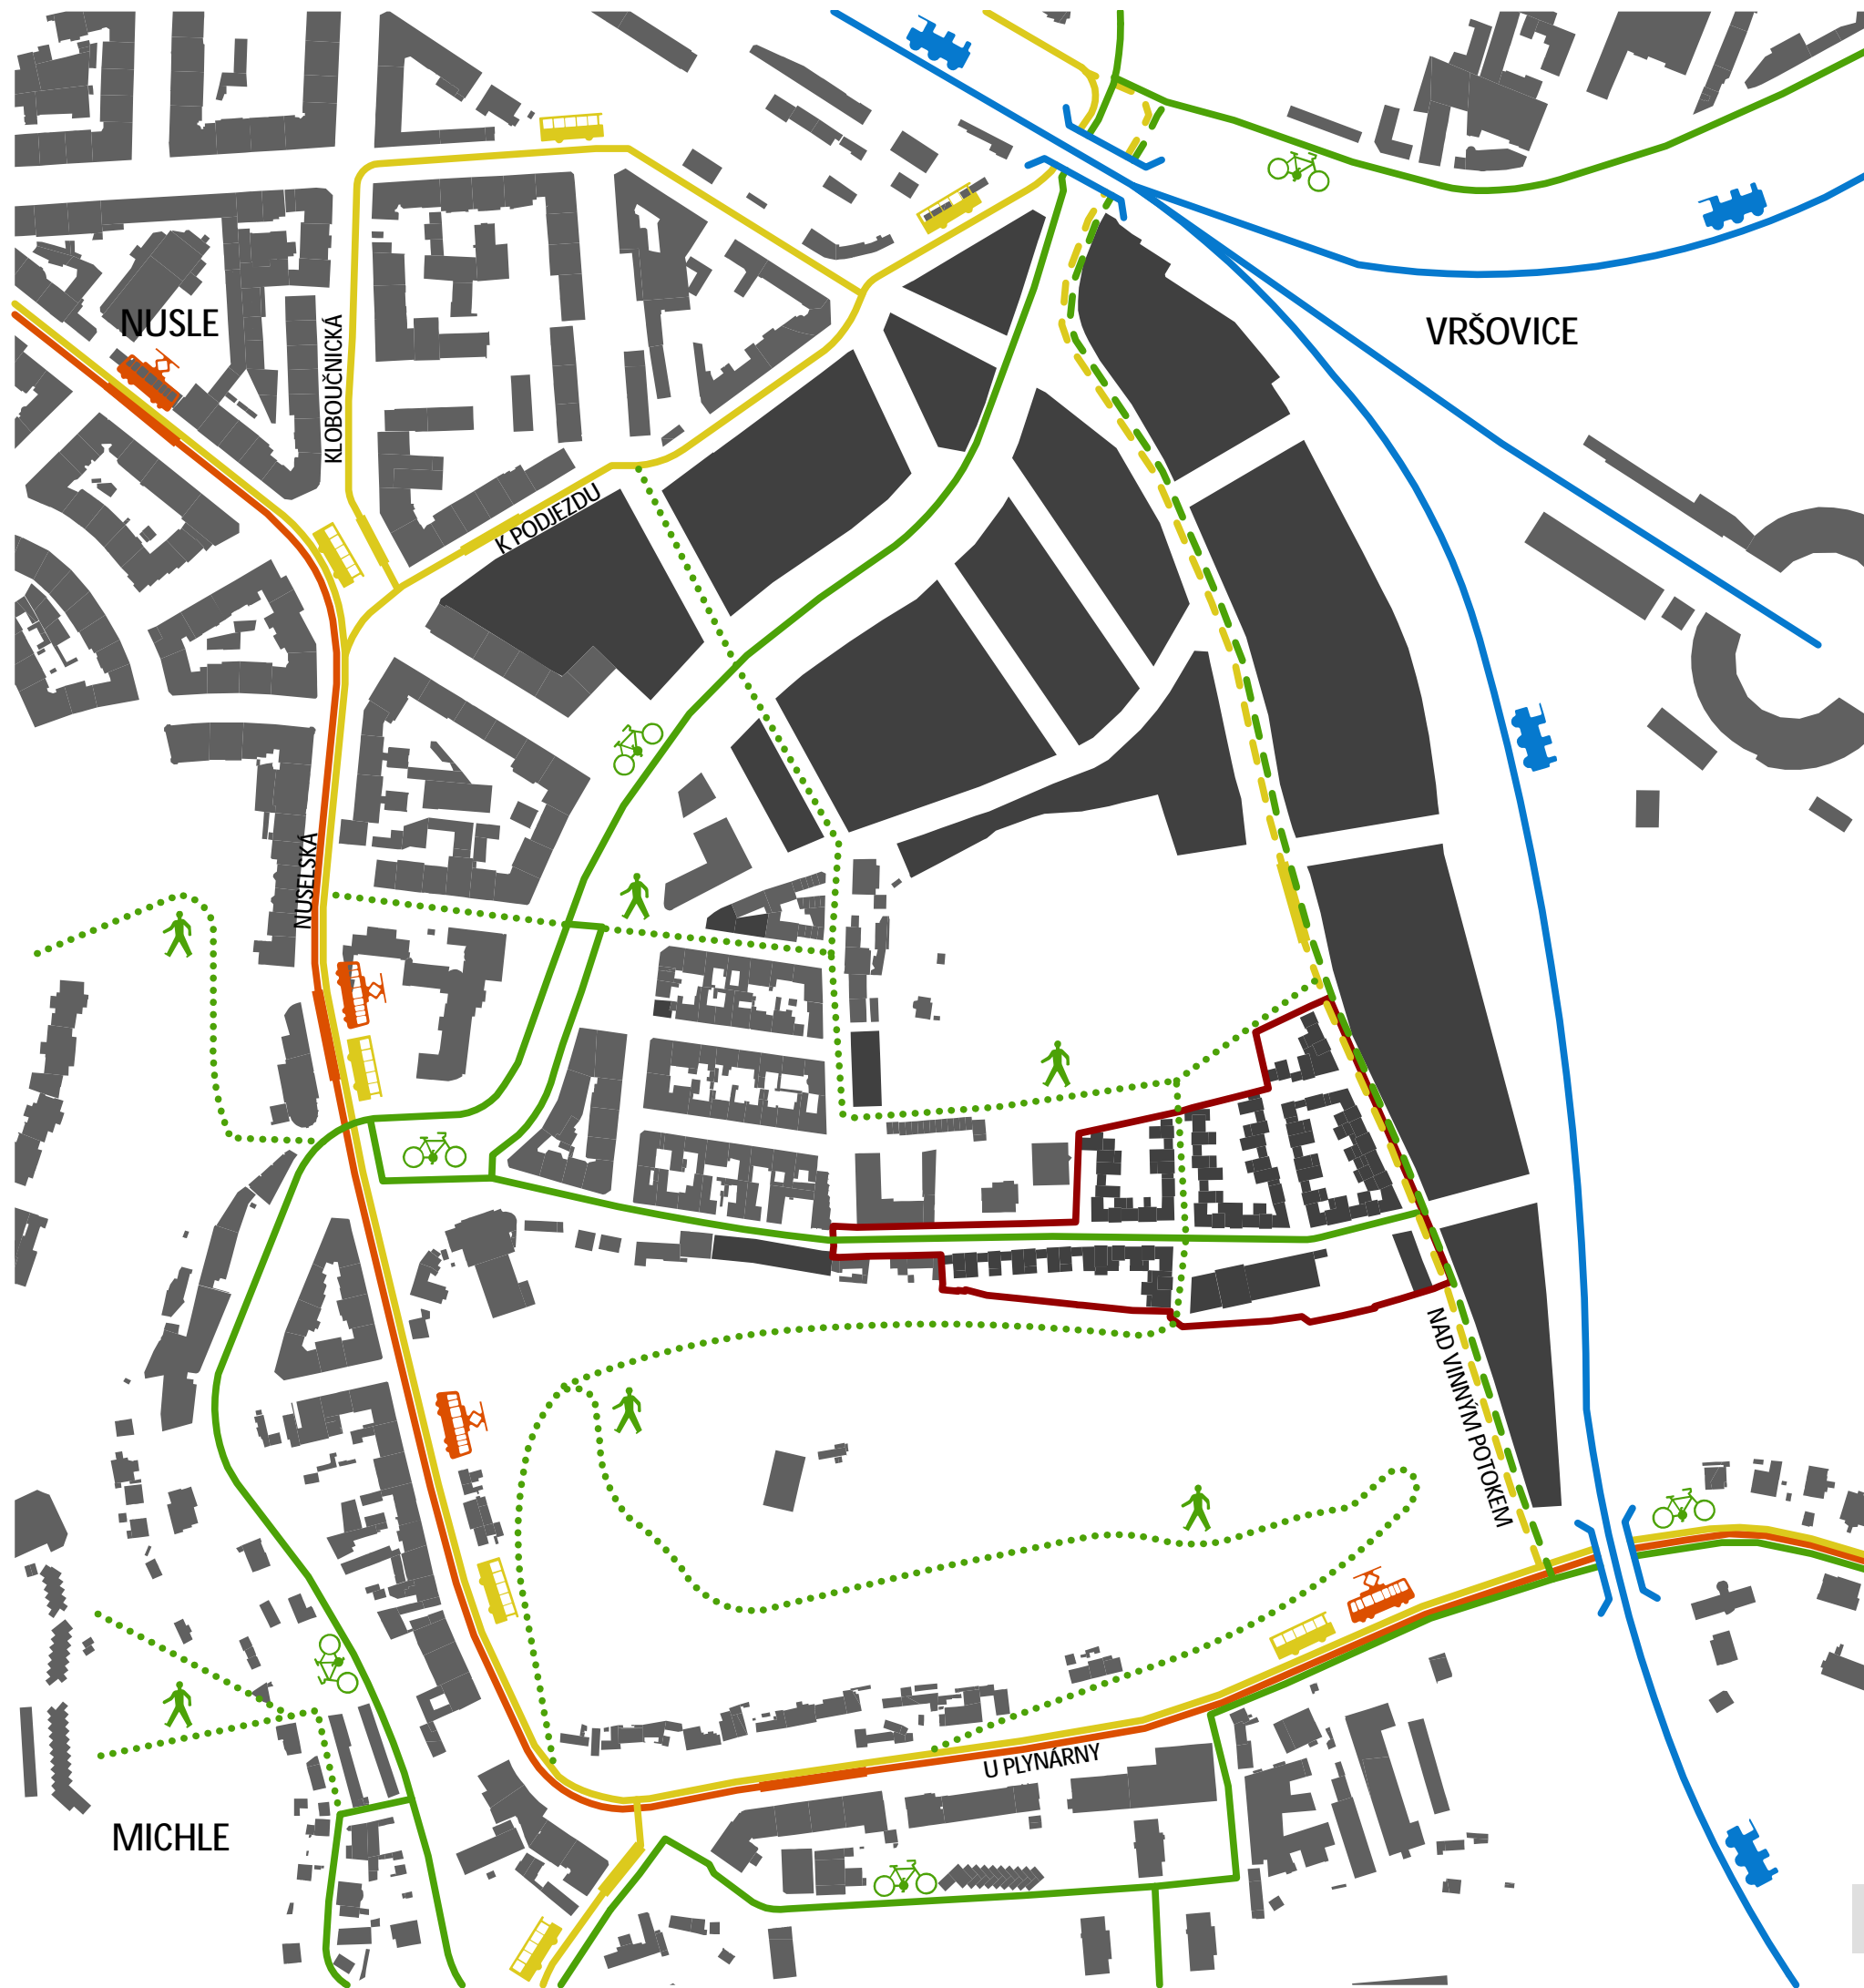 NUSLE
VRŠOVICE
KLOBOUČNICKÁ
K PODJEZDU
NUSELSKÁ
NAD VINNÝM POTOKEM
U PLYNÁRNY
MICHLE